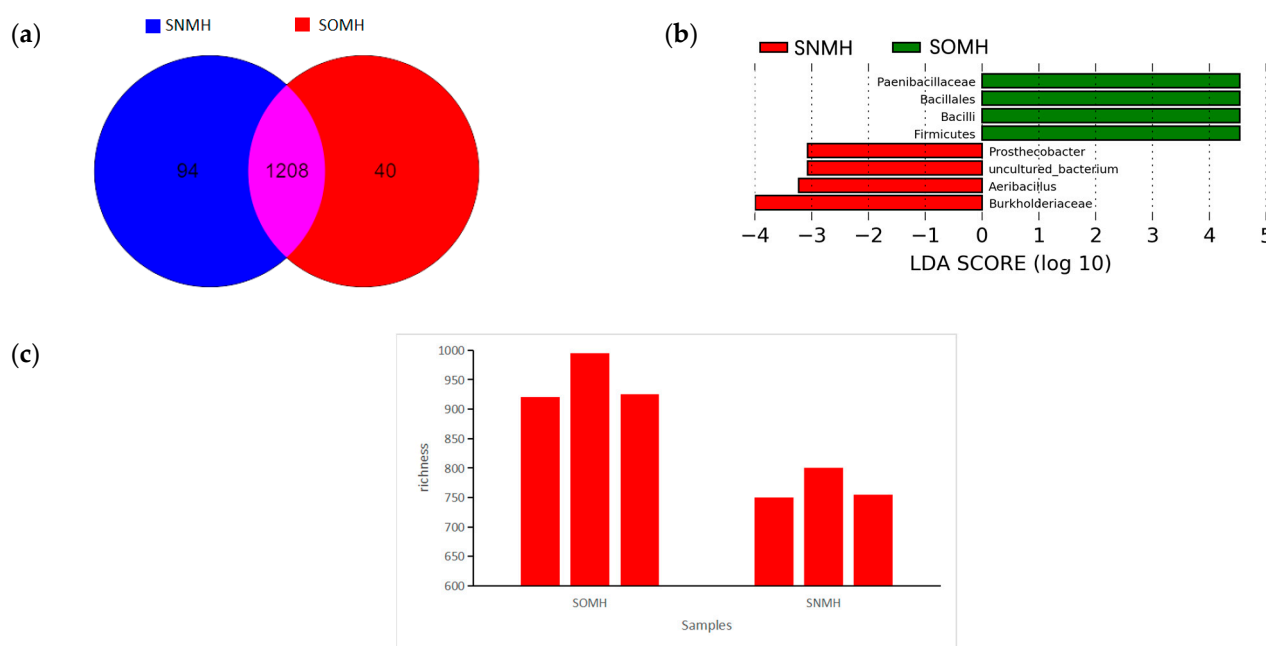 (a)
SNMH SOMH
94 1208 40
(b)
SNMH SOMH
Paenibacillaceae
Bacillales
Bacilli
Firmicutes
Prosthecobacter
uncultured_bacterium
Aeribacillus
Burkholderiaceae
−4 −3 −2 −1 0 1 2 3 4 5
LDA SCORE (log 10)
(c)
1000
950
900
850
800
750
700
650
600
richness
SOMH SNMH
Samples